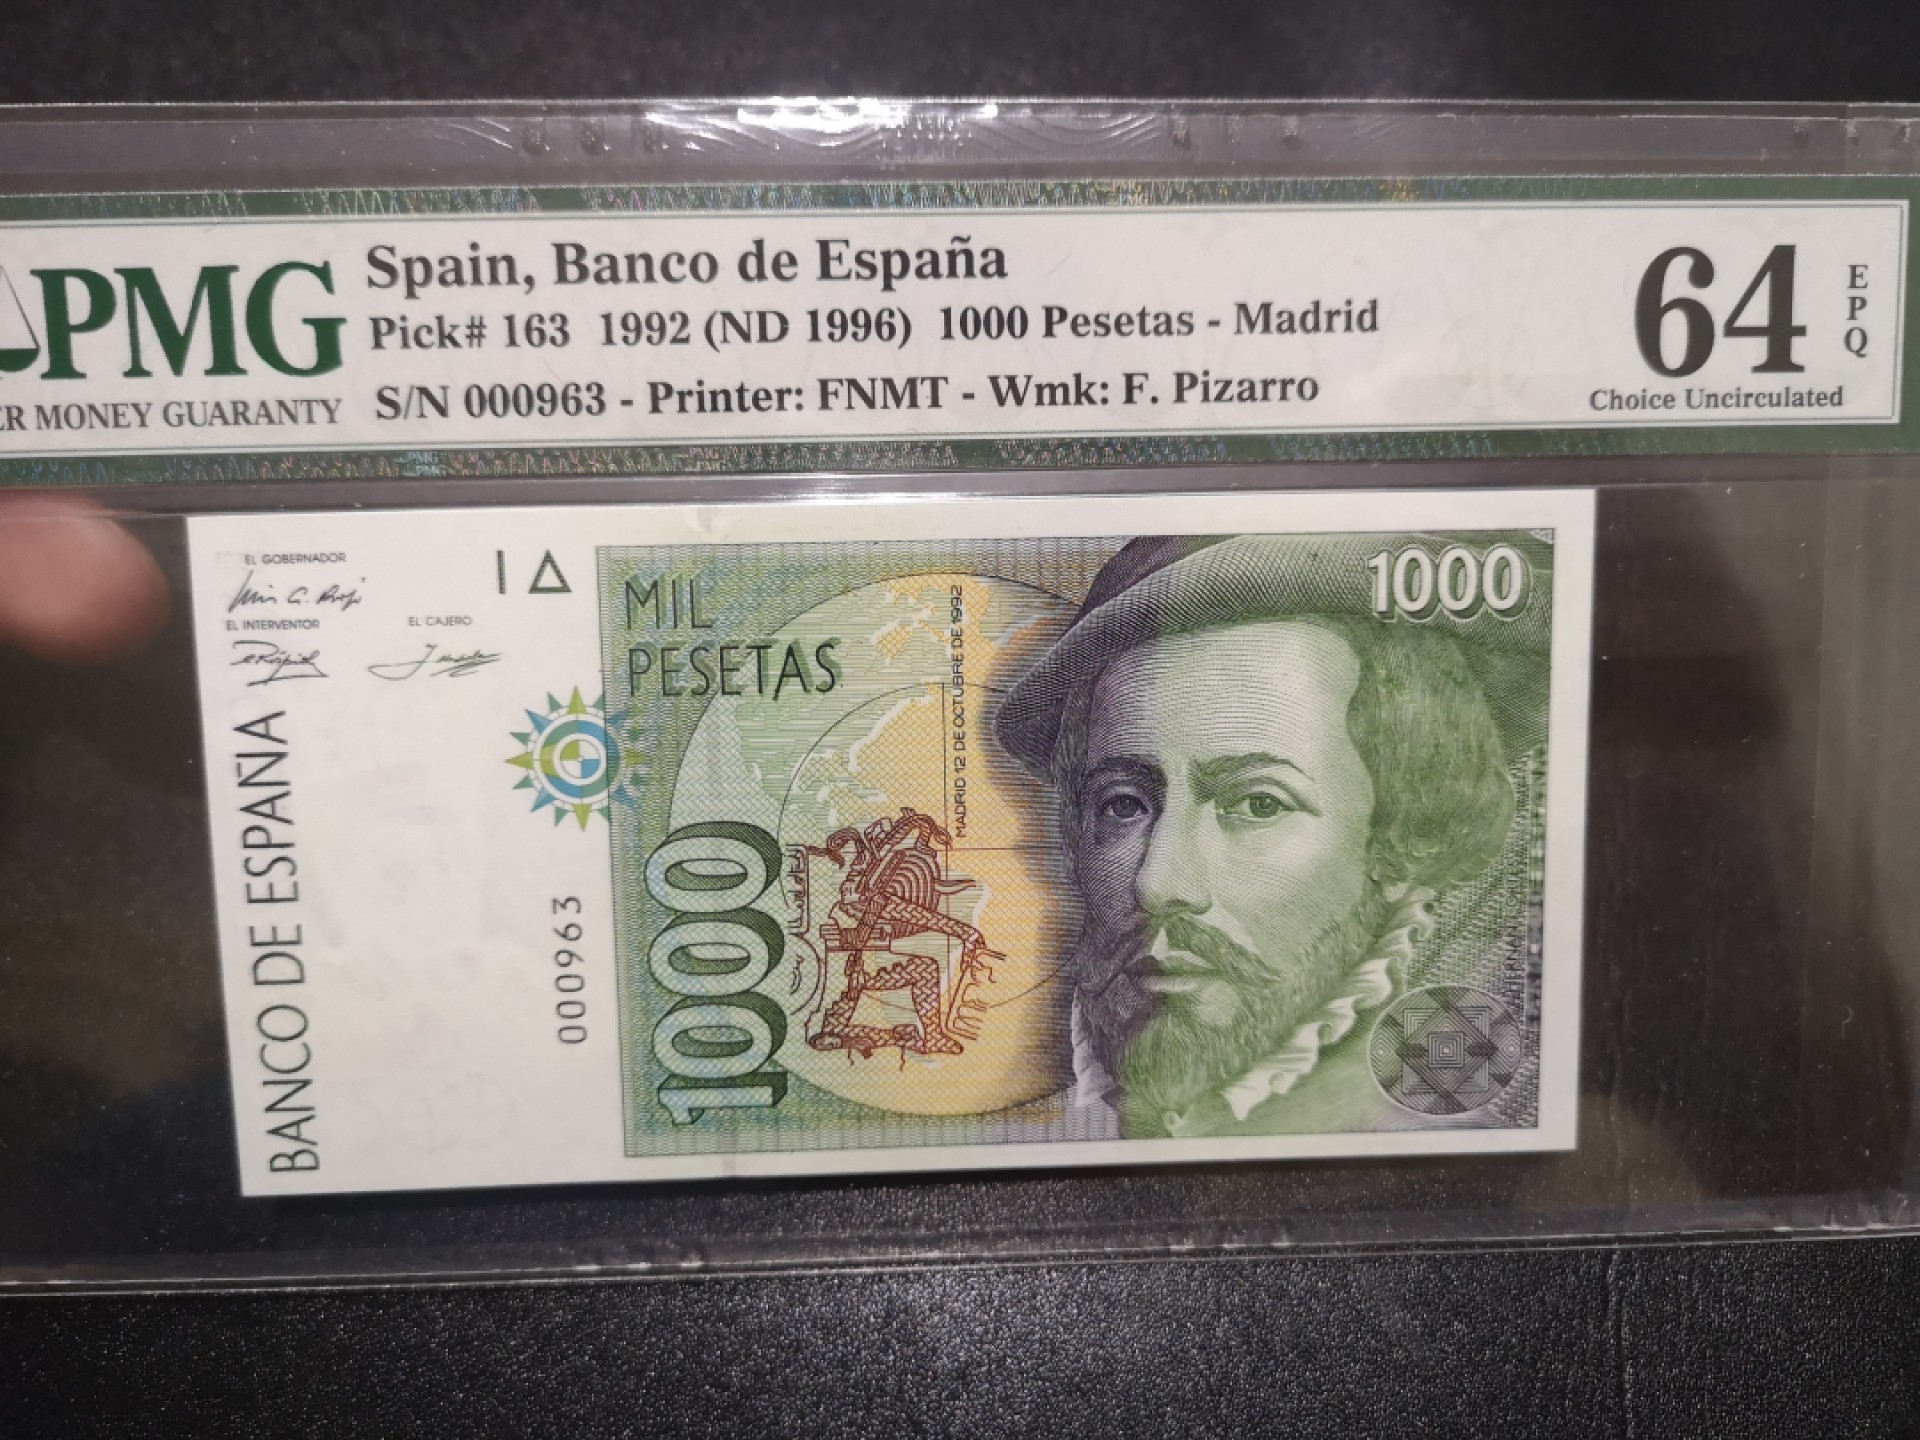 PMG
ER MONEY GUARANTY
Spain, Banco de España
Pick# 163 1992 (ND 1996) 1000 Pesetas - Madrid
S/N 000963 - Printer: FNMT - Wmk: F. Pizarro
64
EPQ
Choice Uncirculated
EL GOBERNADOR
EL INTERVENTOR
EL CAJERO
MIL
PESETAS
1000
MADRID 12 DE OCTUBRE DE 1992
BANCO DE ESPAÑA
000963
1000